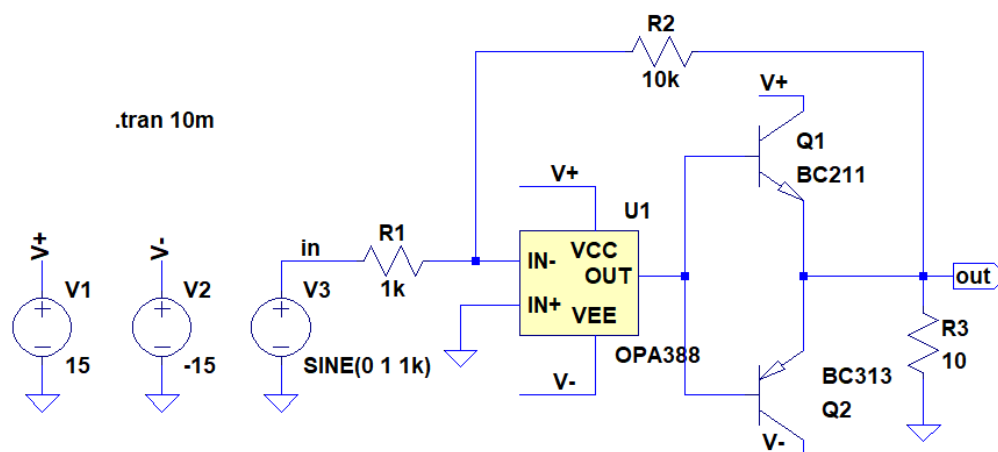 R2
10k
V+
.tran 10m
Q1
BC211
V+
U1
R1
in
IN-
VCC
OUT
IN+
VEE
1k
V+
V1
15
V-
V2
-15
V3
SINE(0 1 1k)
OPA388
V-
out
R3
10
BC313
Q2
V-